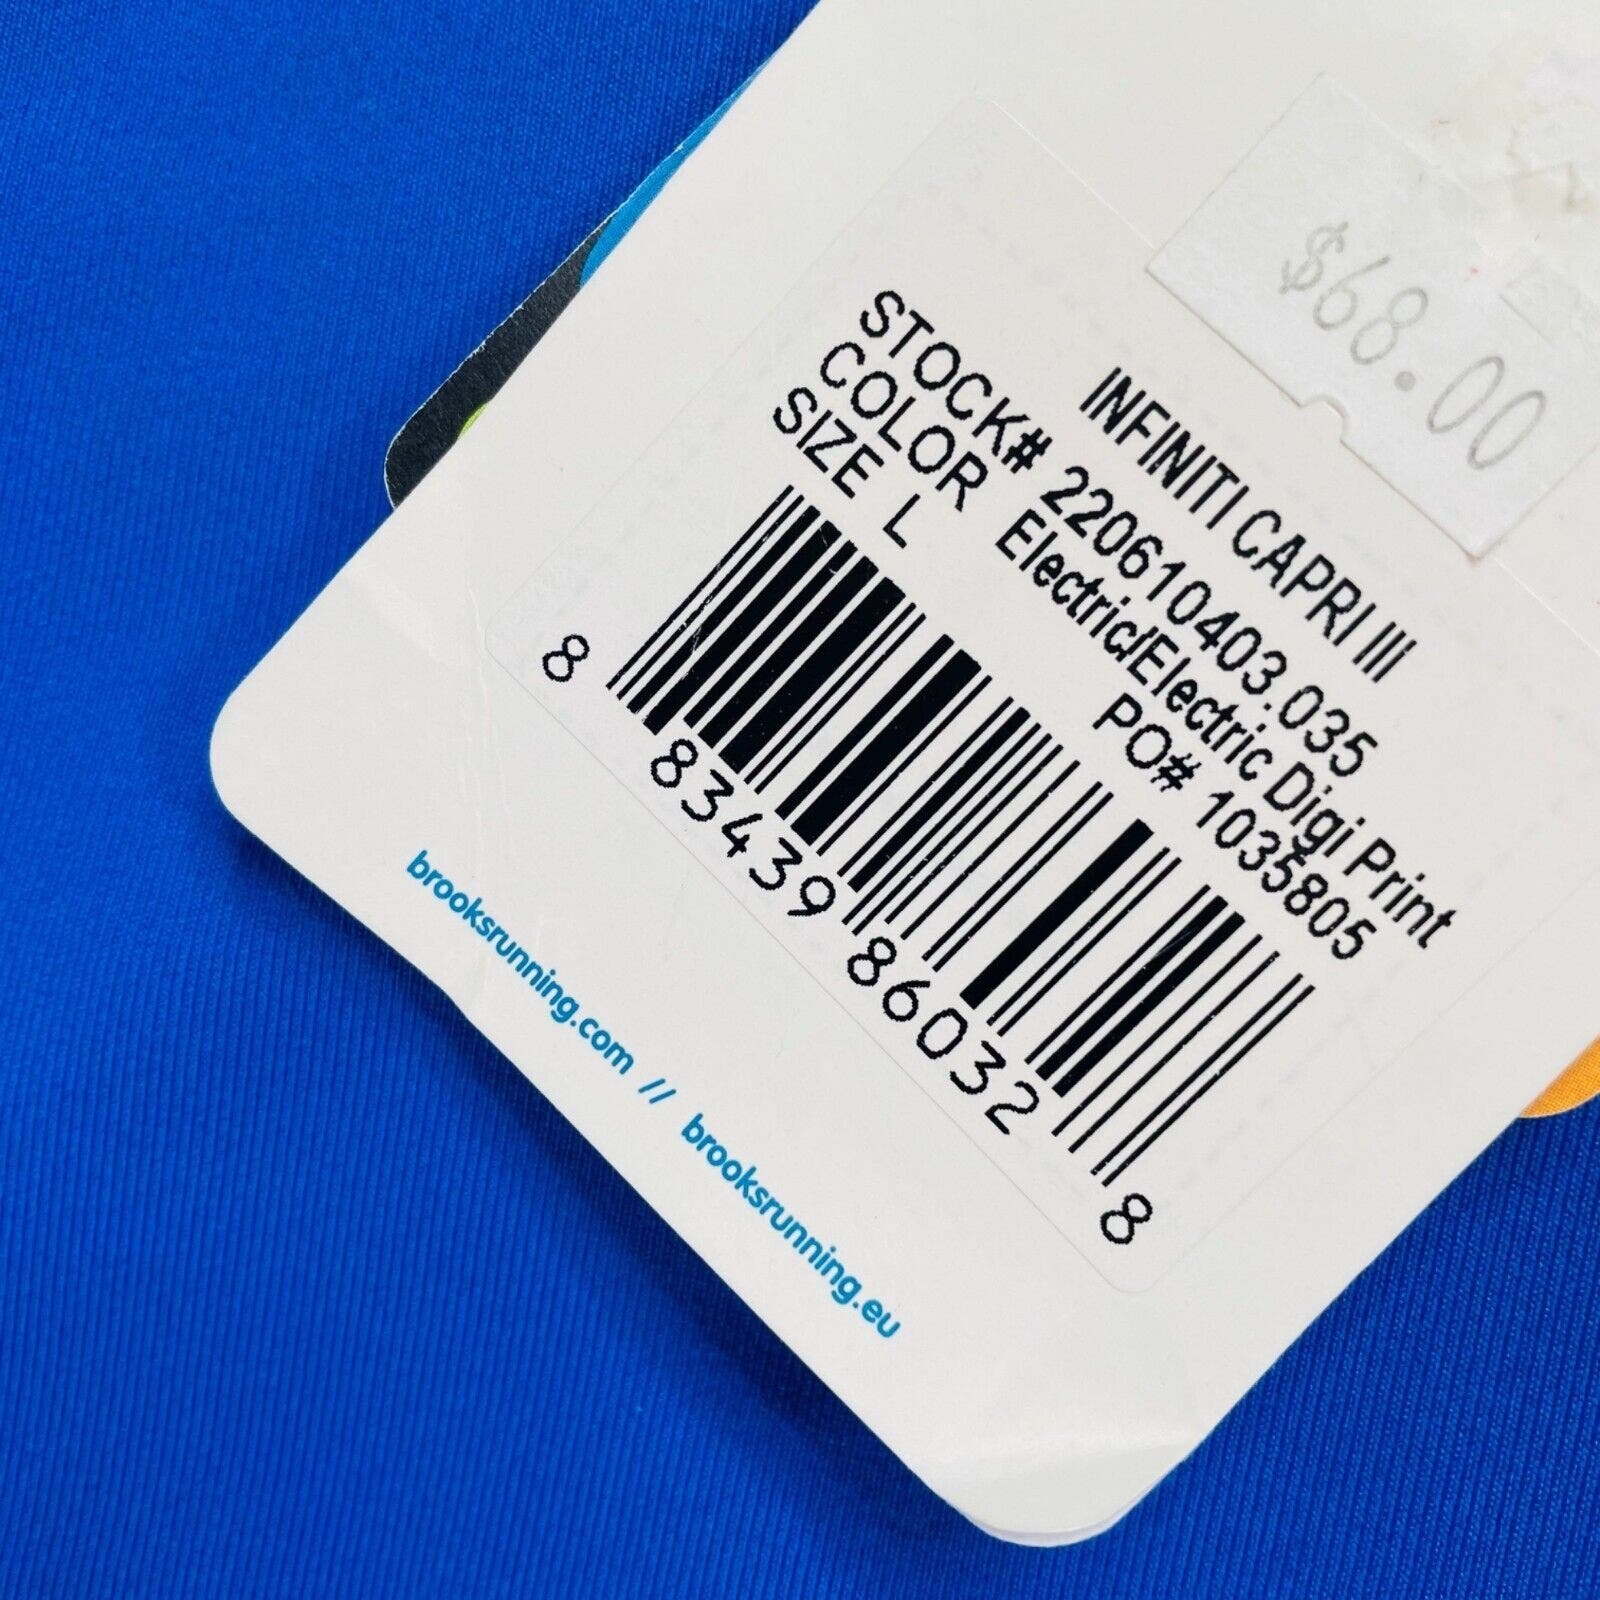 $68.00
INFINITI CAPRI III
STOCK# 220610403.035
COLOR Electric/Electric Digi Print
SIZE L PO# 1035805
8 83439 86032 8
brooksrunning.com // brooksrunning.eu